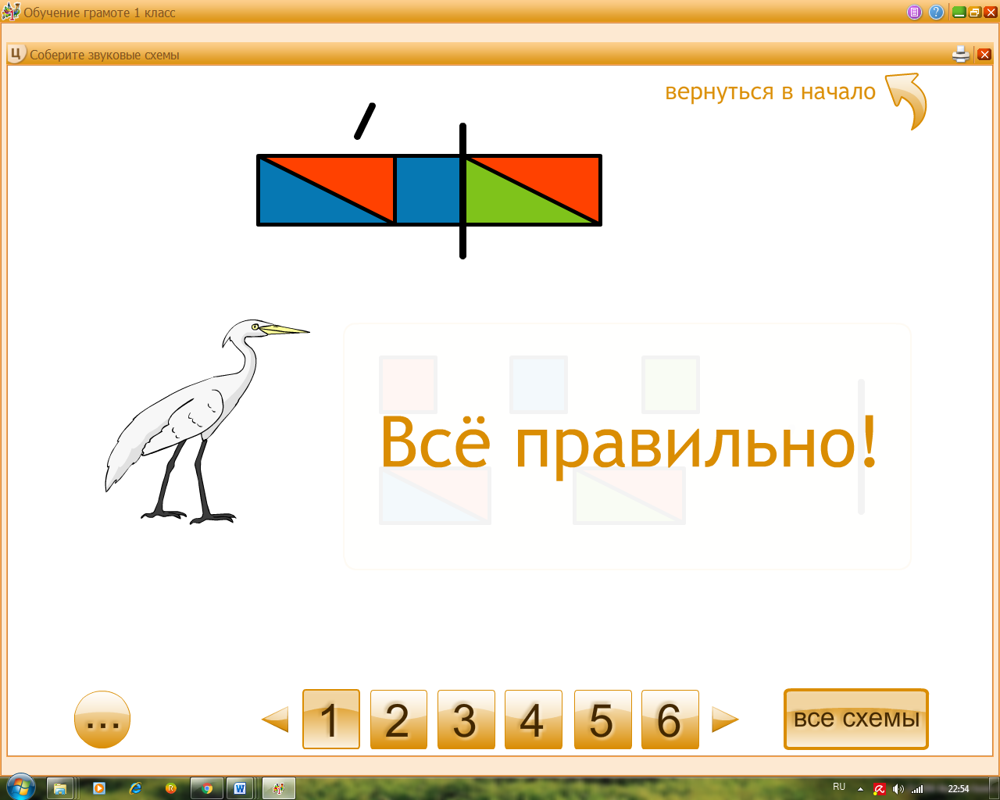 Обучение грамоте 1 класс
Соберите звуковые схемы
вернуться в начало
Всё правильно!
... 1 2 3 4 5 6 все схемы
RU 22:54